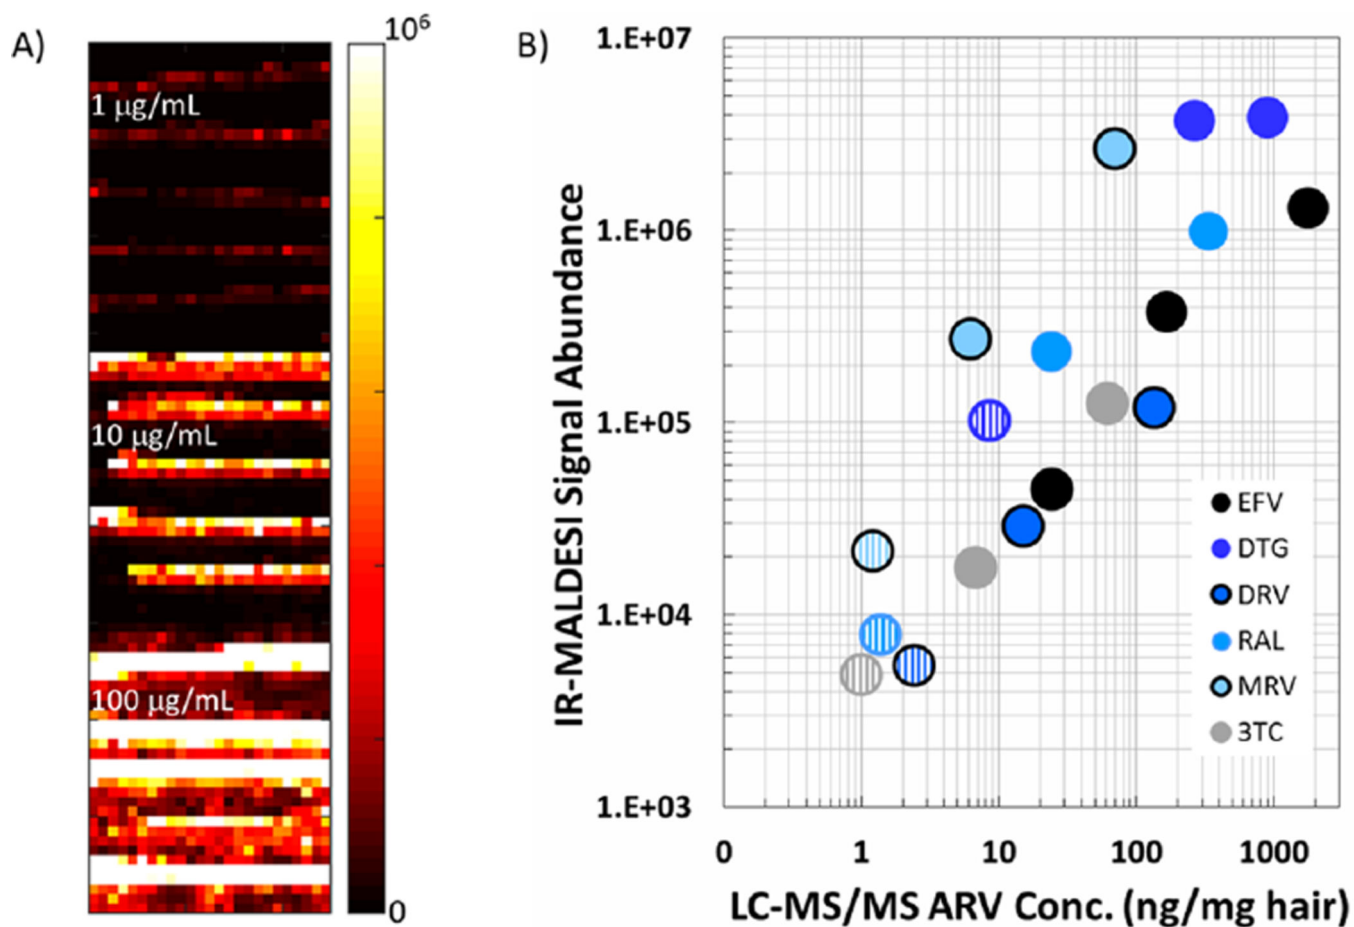 A)
10⁶
1 µg/mL
10 µg/mL
100 µg/mL
0
B)
IR-MALDESI Signal Abundance
1.E+07
1.E+06
1.E+05
1.E+04
1.E+03
EFV
DTG
DRV
RAL
MRV
3TC
0 1 10 100 1000
LC-MS/MS ARV Conc. (ng/mg hair)